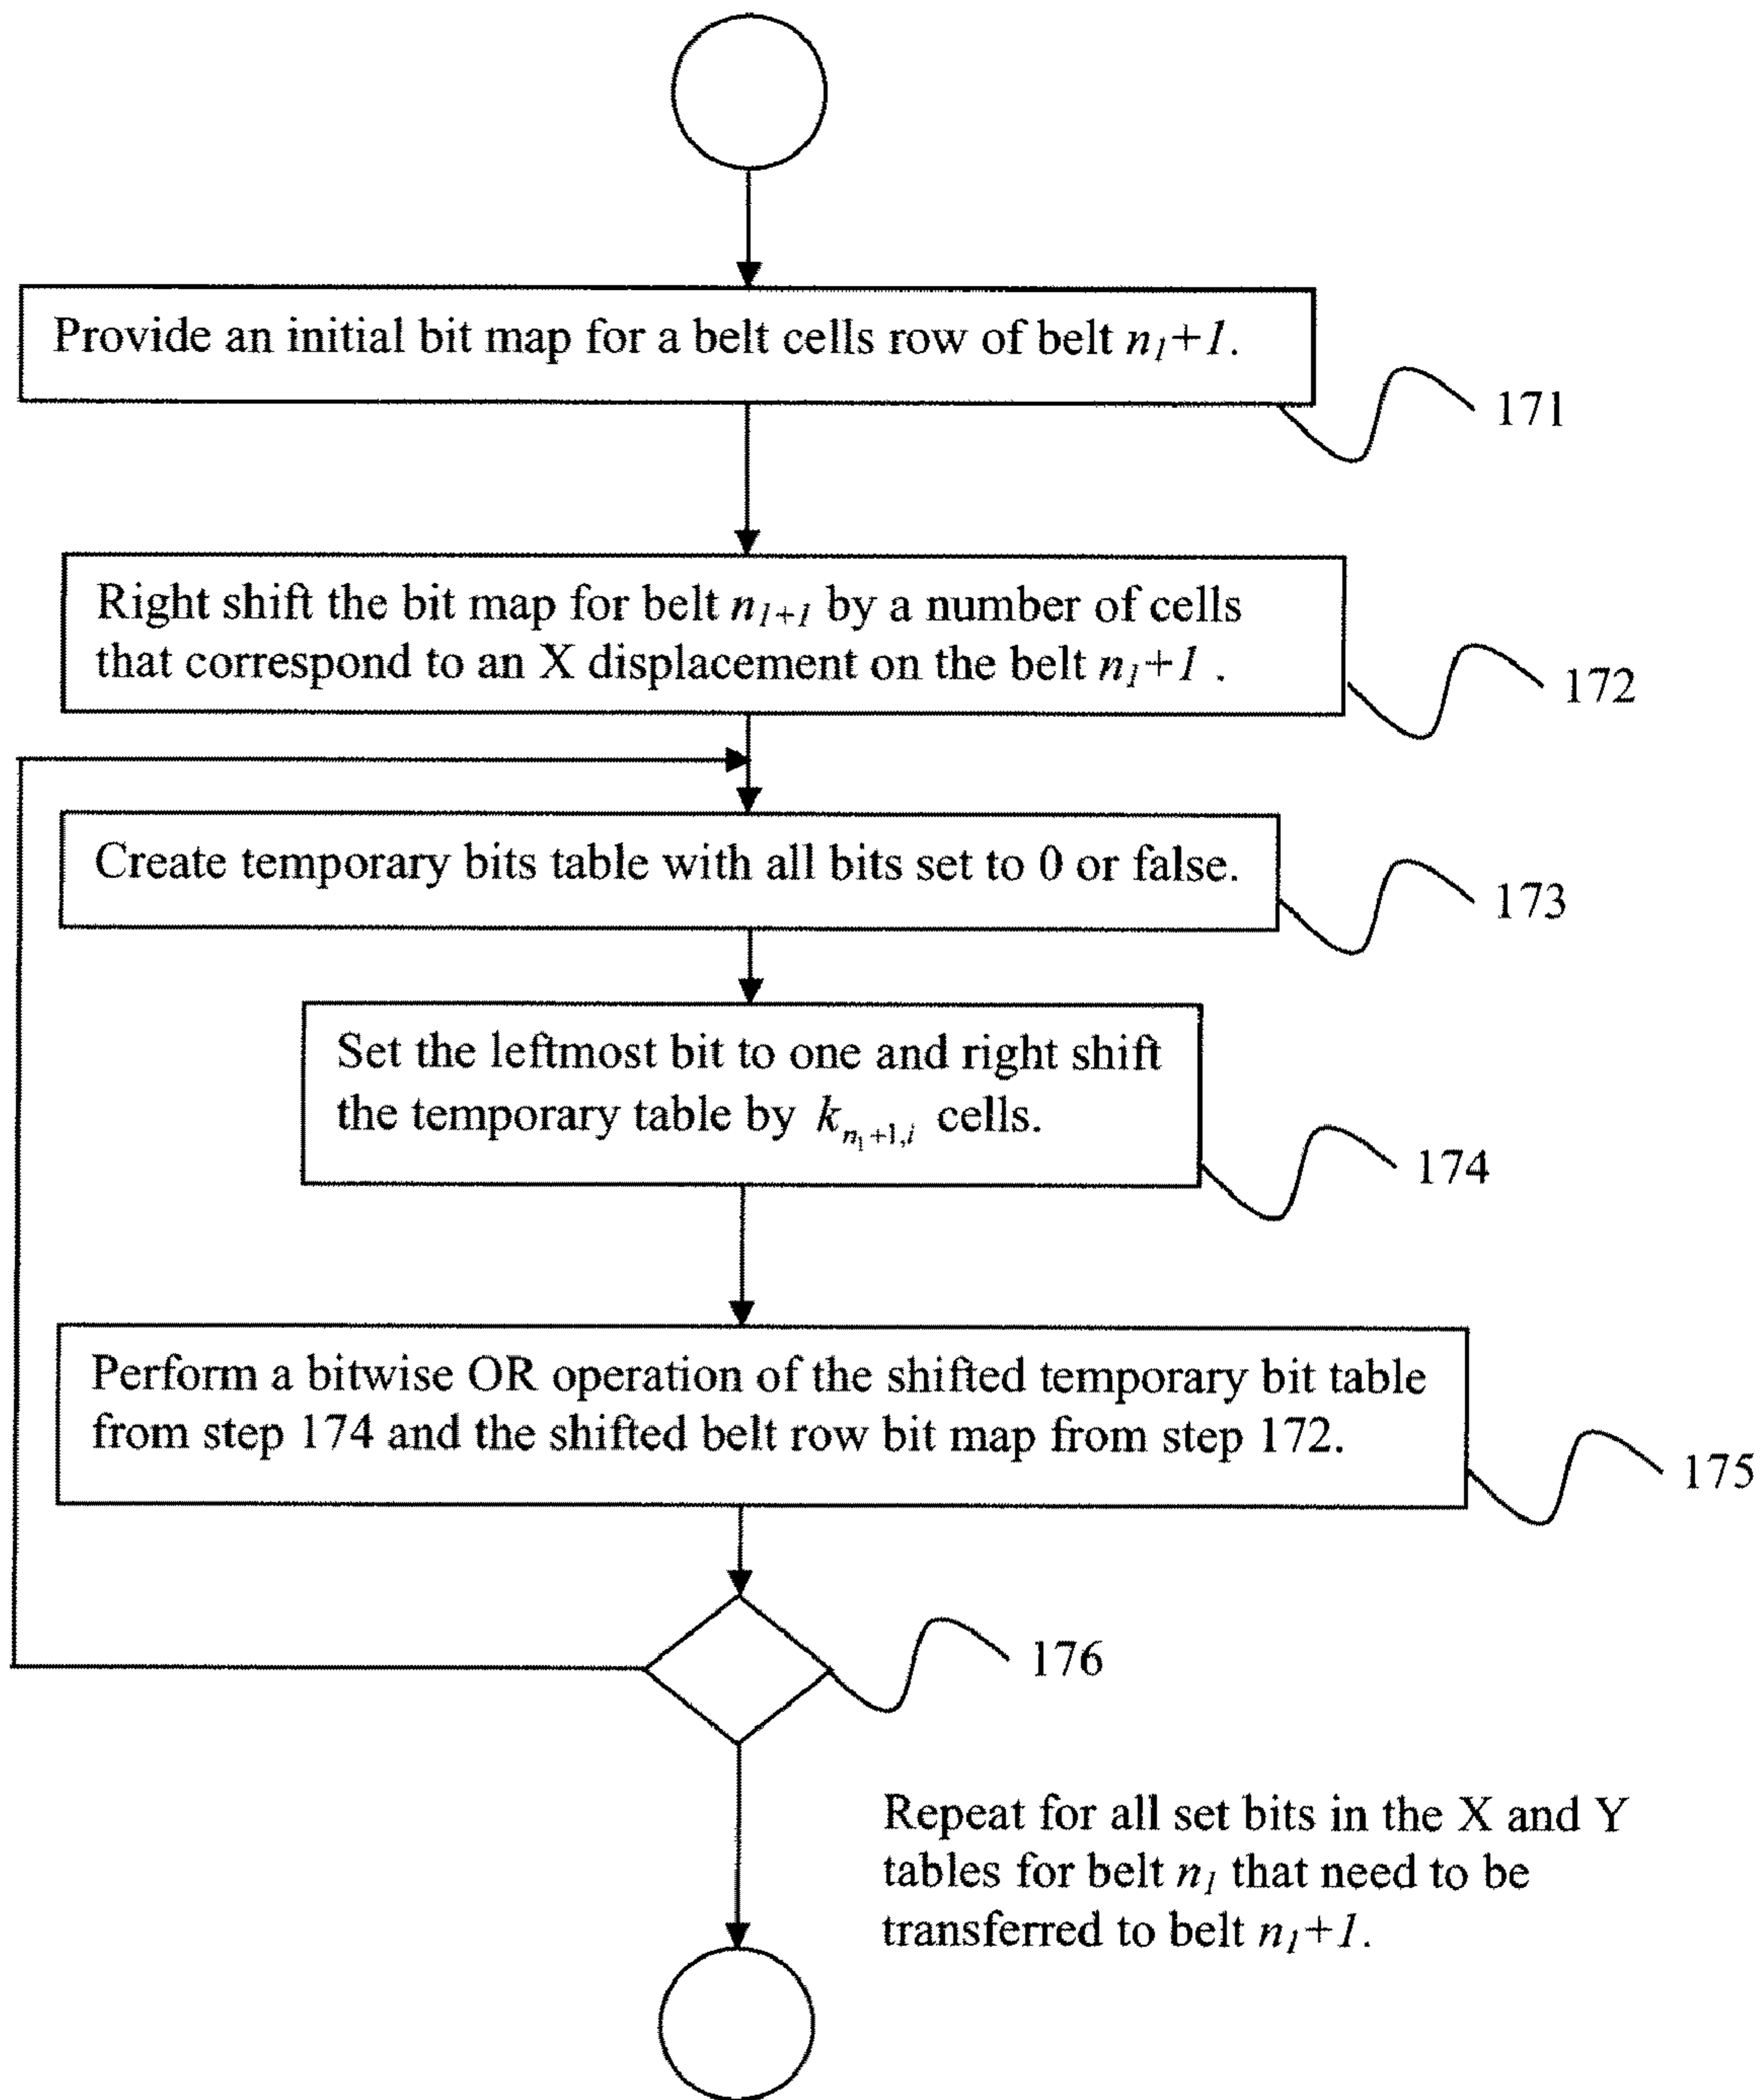 Provide an initial bit map for a belt cells row of belt n₁+1.
171
Right shift the bit map for belt n₁₊₁ by a number of cells
that correspond to an X displacement on the belt n₁+1 .
172
Create temporary bits table with all bits set to 0 or false.
173
Set the leftmost bit to one and right shift
the temporary table by k_{n₁+1,i} cells.
174
Perform a bitwise OR operation of the shifted temporary bit table
from step 174 and the shifted belt row bit map from step 172.
175
176
Repeat for all set bits in the X and Y
tables for belt n₁ that need to be
transferred to belt n₁+1.